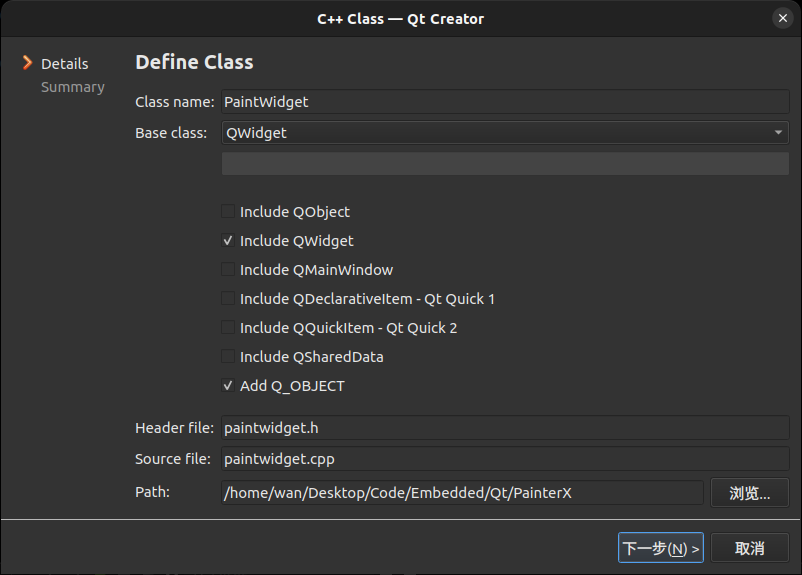 C++ Class — Qt Creator
Details
Summary
Define Class
Class name: PaintWidget
Base class: QWidget
Include QObject
Include QWidget
Include QMainWindow
Include QDeclarativeItem - Qt Quick 1
Include QQuickItem - Qt Quick 2
Include QSharedData
Add Q_OBJECT
Header file: paintwidget.h
Source file: paintwidget.cpp
Path: /home/wan/Desktop/Code/Embedded/Qt/PainterX 浏览...
下一步(N) > 取消